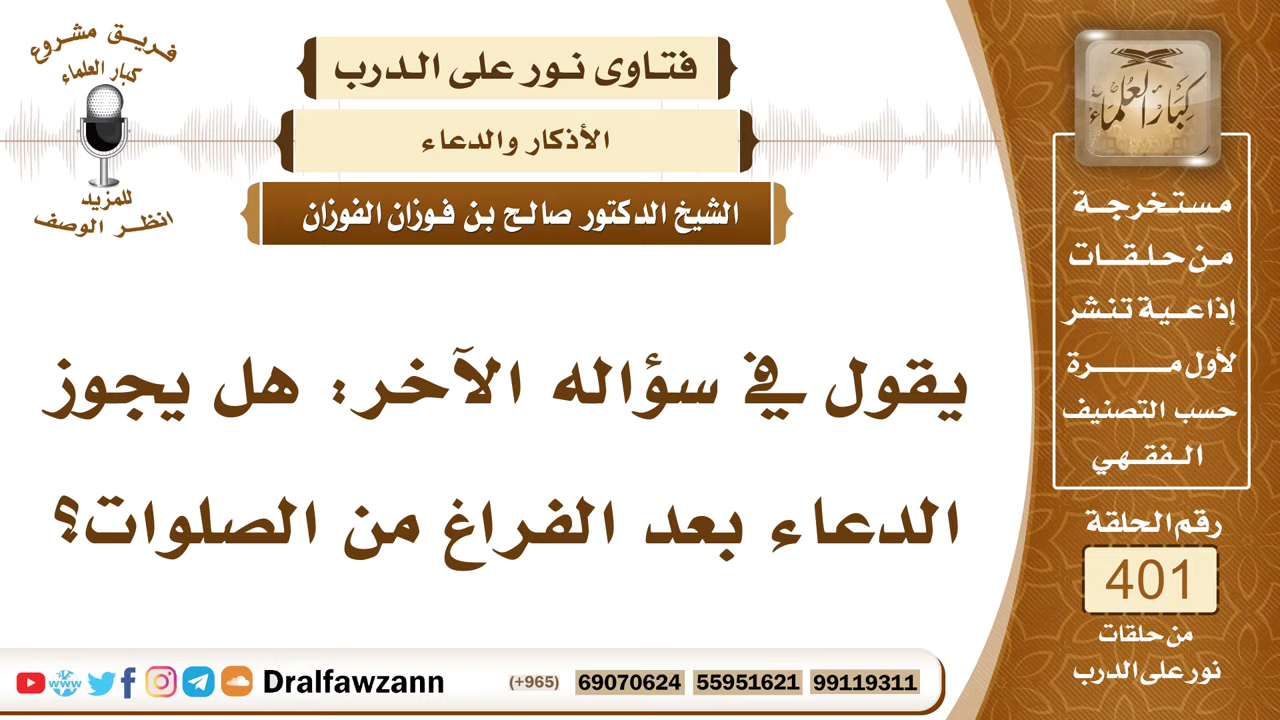 فريق مشروع
كبار العلماء
للمزيد
انظر الوصف
فتاوى نور على الدرب
الأذكار والدعاء
الشيخ الدكتور صالح بن فوزان الفوزان
يقول في سؤاله الآخر: هل يجوز
الدعاء بعد الفراغ من الصلوات؟
كبار العلماء
مستخرجة
من حلقات
إذاعية تنشر
لأول مرة
حسب التصنيف
الفقهي
رقم الحلقة
401
من حلقات
نور على الدرب
www
Dralfawzann (+965) 69070624 55951621 99119311